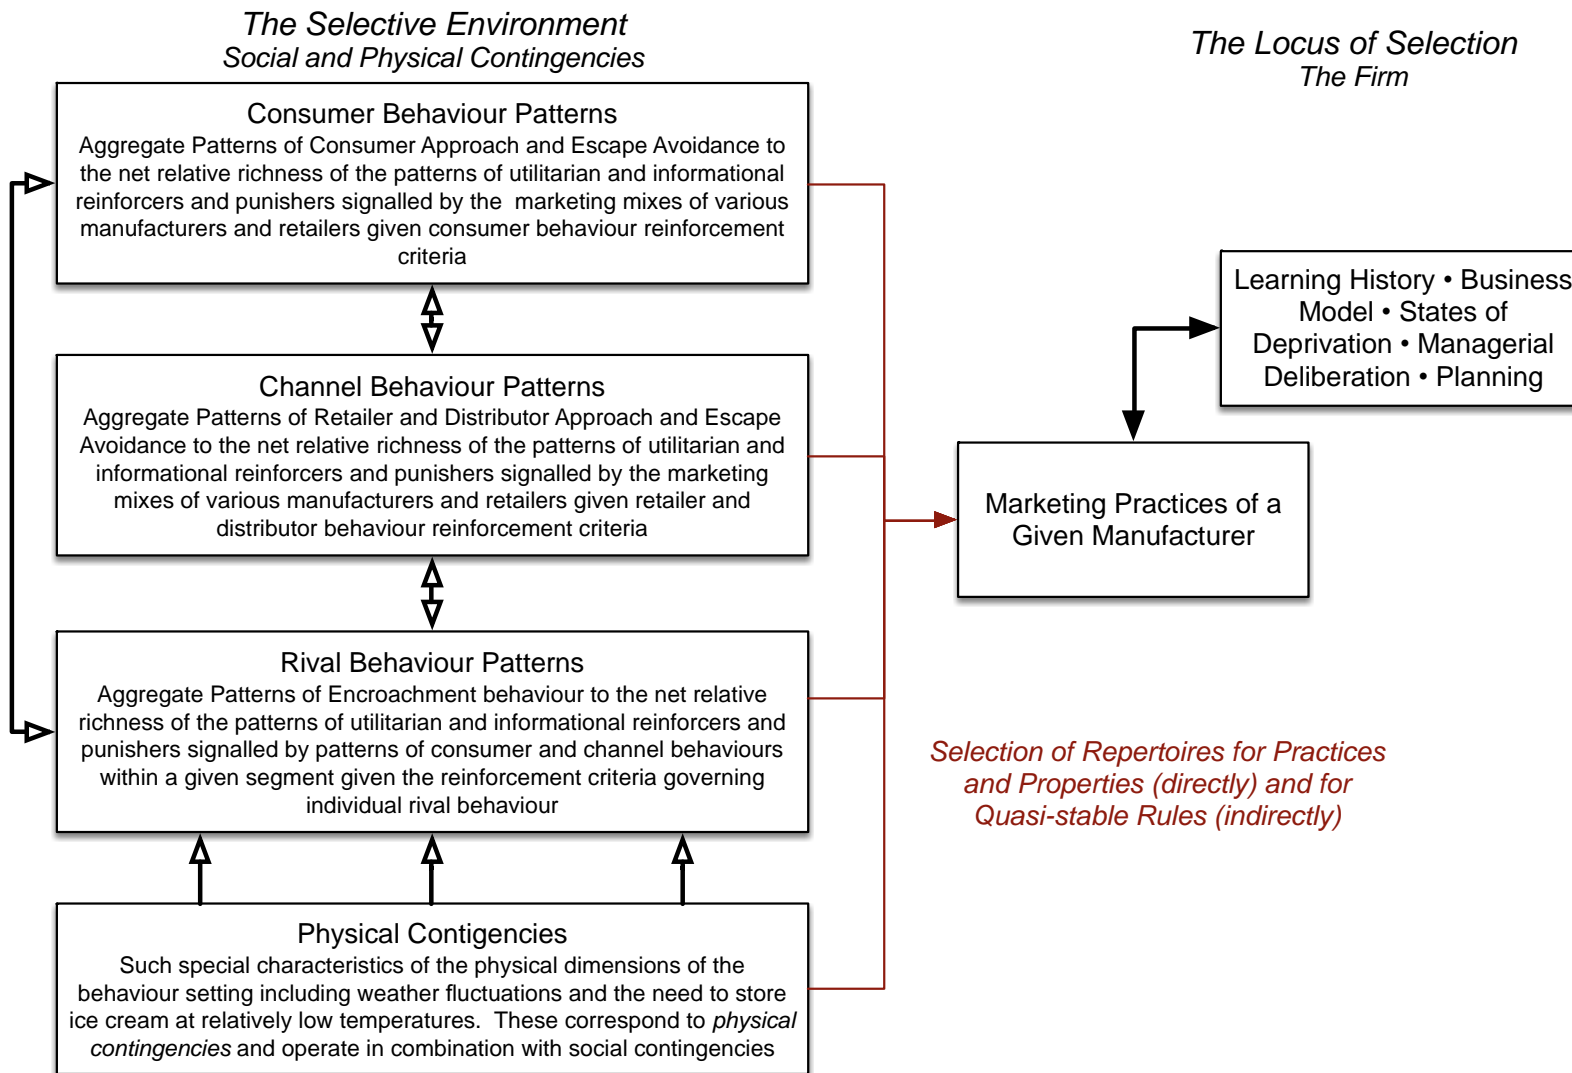 The Selective Environment
Social and Physical Contingencies
Consumer Behaviour Patterns
Aggregate Patterns of Consumer Approach and Escape Avoidance to
the net relative richness of the patterns of utilitarian and informational
reinforcers and punishers signalled by the  marketing mixes of various
manufacturers and retailers given consumer behaviour reinforcement
criteria
Channel Behaviour Patterns
Aggregate Patterns of Retailer and Distributor Approach and Escape
Avoidance to the net relative richness of the patterns of utilitarian and
informational reinforcers and punishers signalled by the marketing
mixes of various manufacturers and retailers given retailer and
distributor behaviour reinforcement criteria
Rival Behaviour Patterns
Aggregate Patterns of Encroachment behaviour to the net relative
richness of the patterns of utilitarian and informational reinforcers and
punishers signalled by patterns of consumer and channel behaviours
within a given segment given the reinforcement criteria governing
individual rival behaviour
Physical Contigencies
Such special characteristics of the physical dimensions of the
behaviour setting including weather fluctuations and the need to store
ice cream at relatively low temperatures.  These correspond to physical
contingencies and operate in combination with social contingencies
The Locus of Selection
The Firm
Learning History • Business
Model • States of
Deprivation • Managerial
Deliberation • Planning
Marketing Practices of a
Given Manufacturer
Selection of Repertoires for Practices
and Properties (directly) and for
Quasi-stable Rules (indirectly)